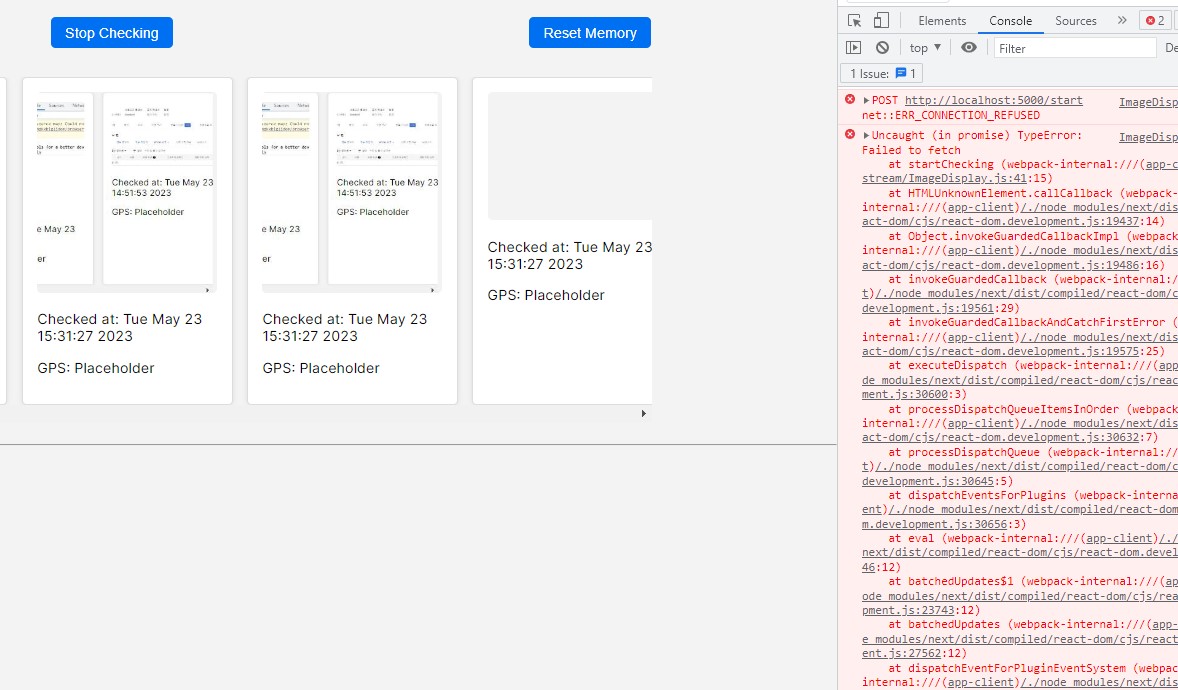 Stop Checking
Reset Memory
Checked at: Tue May 23
14:51:53 2023
GPS: Placeholder
e May 23
er
Checked at: Tue May 23
15:31:27 2023
GPS: Placeholder
Checked at: Tue May 23
14:51:53 2023
GPS: Placeholder
e May 23
er
Checked at: Tue May 23
15:31:27 2023
GPS: Placeholder
Checked at: Tue May 23
15:31:27 2023
GPS: Placeholder
Elements Console Sources 2
top Filter De
1 Issue: 1
POST http://localhost:5000/start ImageDisp
net::ERR_CONNECTION_REFUSED
Uncaught (in promise) TypeError: ImageDisp
Failed to fetch
at startChecking (webpack-internal:///(app-c
stream/ImageDisplay.js:41:15)
at HTMLUnknownElement.callCallback (webpack-
internal:///(app-client)/./node_modules/next/dis
act-dom/cjs/react-dom.development.js:19437:14)
at Object.invokeGuardedCallbackImpl (webpack
internal:///(app-client)/./node_modules/next/dis
act-dom/cjs/react-dom.development.js:19486:16)
at invokeGuardedCallback (webpack-internal:/
t)/./node_modules/next/dist/compiled/react-dom/c
development.js:19561:29)
at invokeGuardedCallbackAndCatchFirstError (
internal:///(app-client)/./node_modules/next/dis
act-dom/cjs/react-dom.development.js:19575:25)
at executeDispatch (webpack-internal:///(app
de_modules/next/dist/compiled/react-dom/cjs/reac
ment.js:30600:3)
at processDispatchQueueItemsInOrder (webpack
internal:///(app-client)/./node_modules/next/dis
act-dom/cjs/react-dom.development.js:30632:7)
at processDispatchQueue (webpack-internal://
t)/./node_modules/next/dist/compiled/react-dom/c
development.js:30645:5)
at dispatchEventsForPlugins (webpack-interna
ent)/./node_modules/next/dist/compiled/react-dom
m.development.js:30656:3)
at eval (webpack-internal:///(app-client)/./
next/dist/compiled/react-dom/cjs/react-dom.devel
46:12)
at batchedUpdates$1 (webpack-internal:///(ap
ode_modules/next/dist/compiled/react-dom/cjs/rea
pment.js:23743:12)
at batchedUpdates (webpack-internal:///(app-
e_modules/next/dist/compiled/react-dom/cjs/react
ent.js:27562:12)
at dispatchEventForPluginEventSystem (webpac
internal:///(app-client)/./node_modules/next/dis